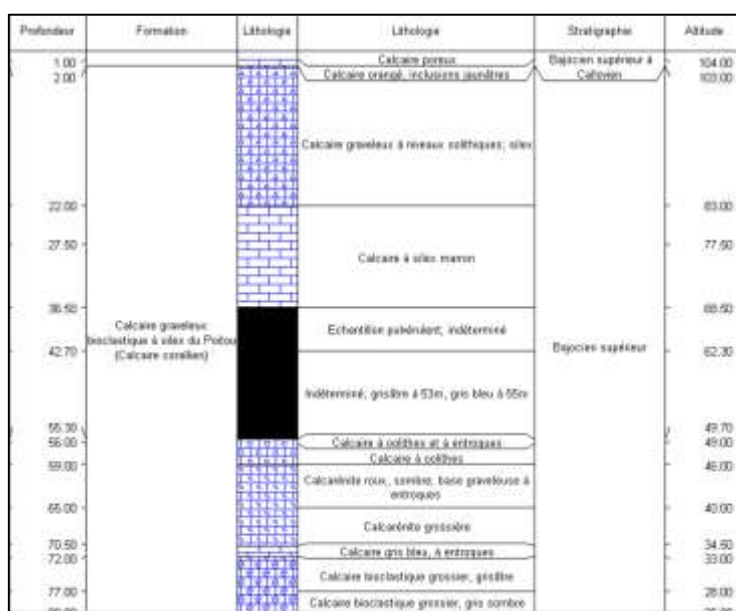 Profondeur Formation Lithologie Lithologie Stratigraphie Altitude
1.00 Calcaire poreux Bajocien supérieur à 104.00
2.00 Calcaire orangé, inclusions jaunâtres Callovien 103.00
Calcaire graveleux à niveaux oolithiques; silex
22.00 83.00
27.50 77.50
Calcaire à silex marron
36.50 68.50
Calcaire graveleux Echantillon pulvérulent; indéterminé
bioclastique à silex du Poitou Bajocien supérieur
(Calcaire corallien)
42.70 62.30
Indéterminé; grisâtre à 53m, gris bleu à 55m
55.30 49.70
56.00 Calcaire à oolithes et à entroques 49.00
Calcaire à oolithes
59.00 46.00
Calcarénite roux, sombre, base graveleuse à
entroques
65.00 40.00
Calcarénite grossière
70.50 34.50
72.00 Calcaire gris bleu, à entroques 33.00
Calcaire bioclastique grossier, grisâtre
77.00 28.00
Calcaire bioclastique grossier, gris sombre